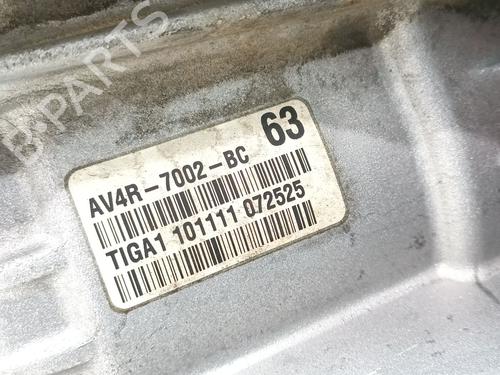 B-PARTS
63
AV4R-7002-BC
TIGA1 101111 072525